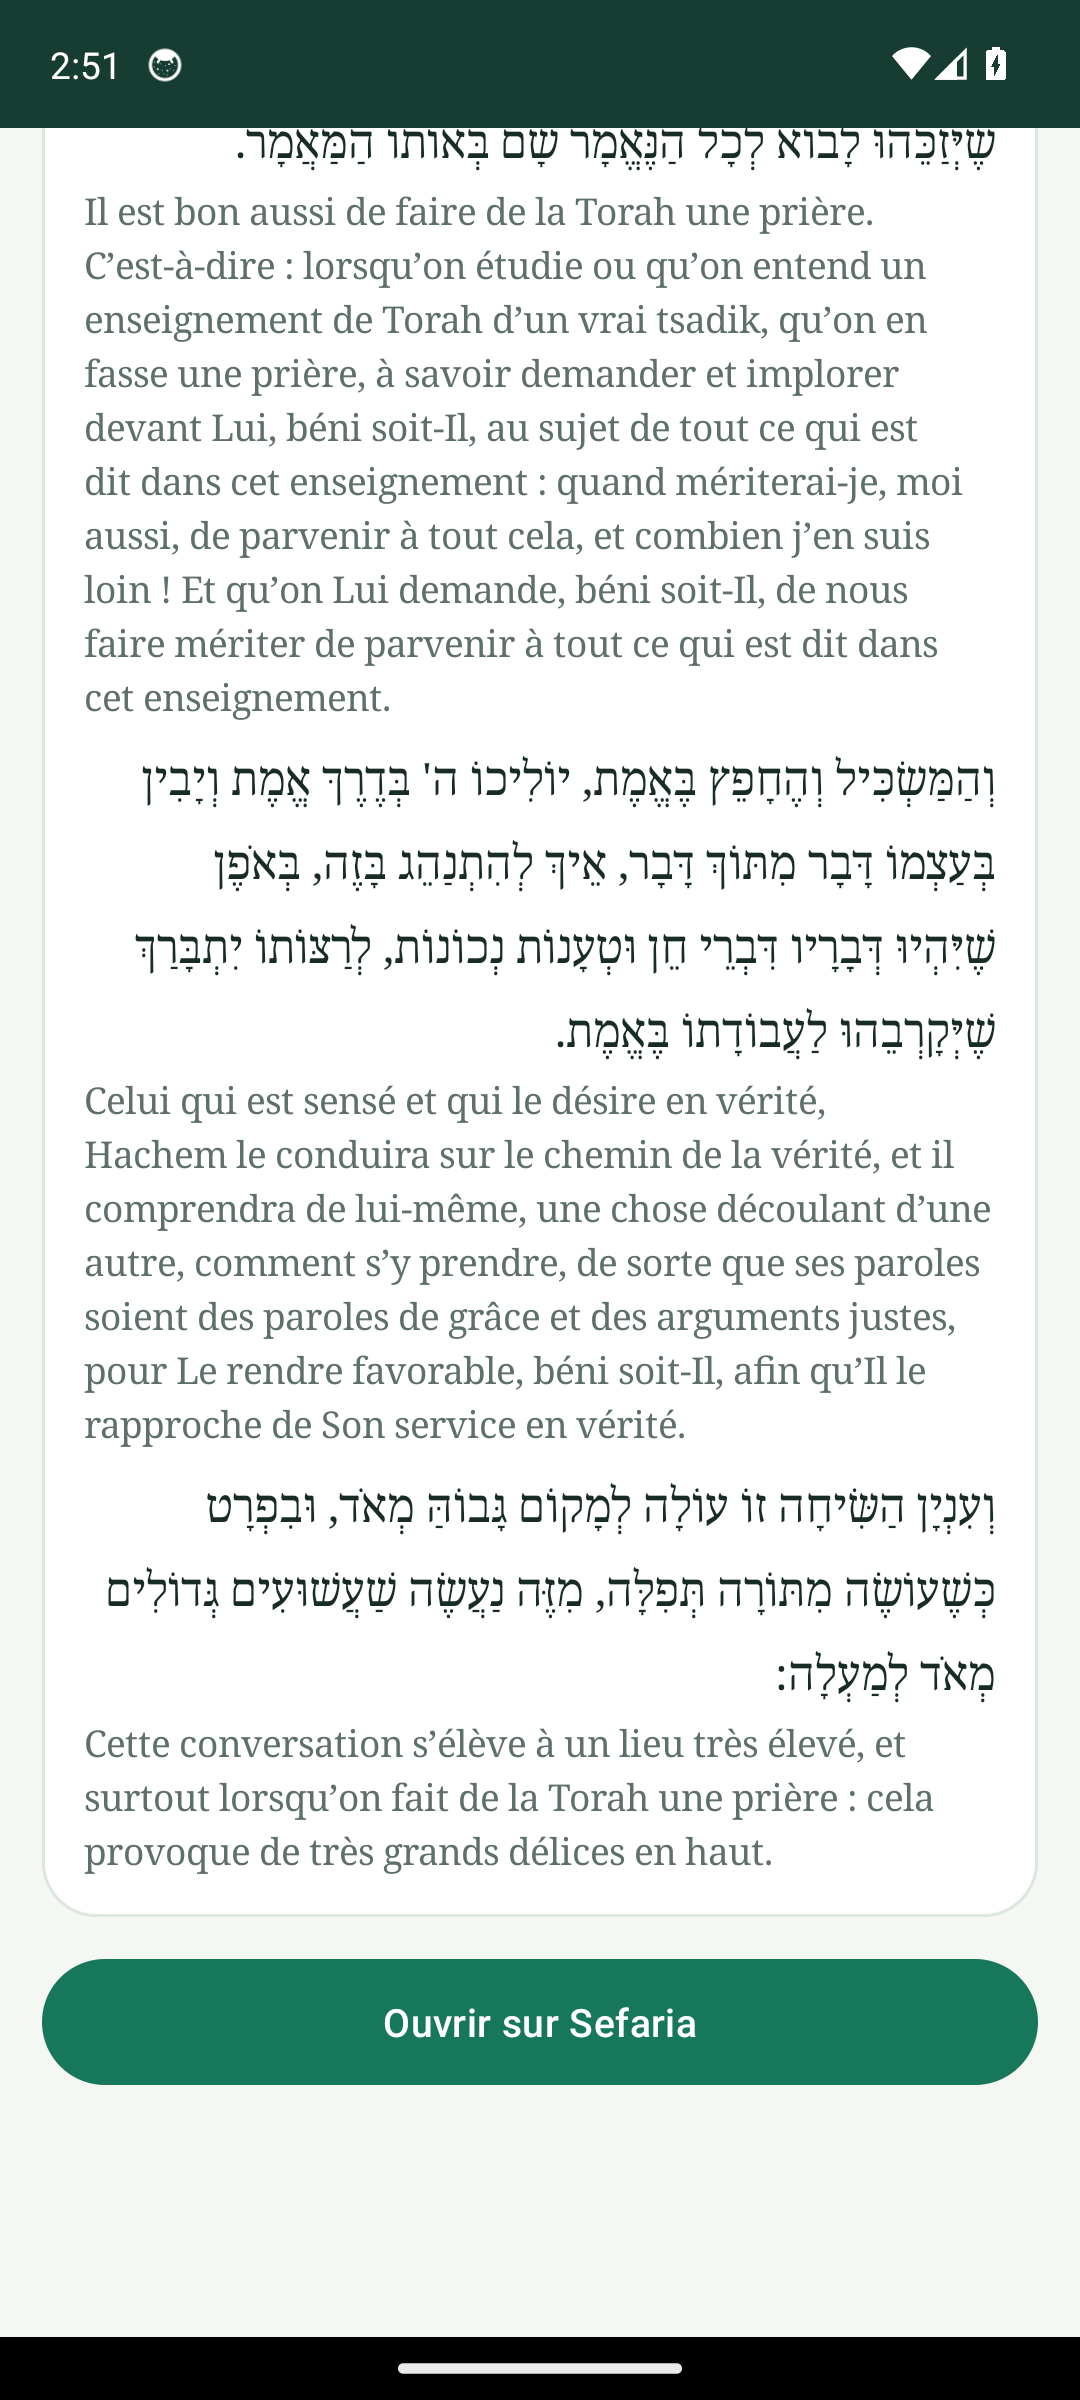 2:51
שֶׁיְּזַכֵּהוּ לָבוֹא לְכָל הַנֶּאֱמָר שָׁם בְּאוֹתוֹ הַמַּאֲמָר.
Il est bon aussi de faire de la Torah une prière.
C’est-à-dire : lorsqu’on étudie ou qu’on entend un
enseignement de Torah d’un vrai tsadik, qu’on en
fasse une prière, à savoir demander et implorer
devant Lui, béni soit-Il, au sujet de tout ce qui est
dit dans cet enseignement : quand mériterai-je, moi
aussi, de parvenir à tout cela, et combien j’en suis
loin ! Et qu’on Lui demande, béni soit-Il, de nous
faire mériter de parvenir à tout ce qui est dit dans
cet enseignement.
וְהַמַּשְׂכִּיל וְהֶחָפֵץ בֶּאֱמֶת, יוֹלִיכוֹ ה' בְּדֶרֶךְ אֱמֶת וְיָבִין
בְּעַצְמוֹ דָּבָר מִתּוֹךְ דָּבָר, אֵיךְ לְהִתְנַהֵג בָּזֶה, בְּאֹפֶן
שֶׁיִּהְיוּ דְּבָרָיו דִּבְרֵי חֵן וּטְעָנוֹת נְכוֹנוֹת, לְרַצּוֹתוֹ יִתְבָּרַךְ
שֶׁיְּקָרְבֵהוּ לַעֲבוֹדָתוֹ בֶּאֱמֶת.
Celui qui est sensé et qui le désire en vérité,
Hachem le conduira sur le chemin de la vérité, et il
comprendra de lui-même, une chose découlant d’une
autre, comment s’y prendre, de sorte que ses paroles
soient des paroles de grâce et des arguments justes,
pour Le rendre favorable, béni soit-Il, afin qu’Il le
rapproche de Son service en vérité.
וְעִנְיָן הַשִּׂיחָה זוֹ עוֹלָה לְמָקוֹם גָּבוֹהַּ מְאֹד, וּבִפְרָט
כְּשֶׁעוֹשֶׂה מִתּוֹרָה תְּפִלָּה, מִזֶּה נַעֲשֶׂה שַׁעֲשׁוּעִים גְּדוֹלִים
מְאֹד לְמַעְלָה:
Cette conversation s’élève à un lieu très élevé, et
surtout lorsqu’on fait de la Torah une prière : cela
provoque de très grands délices en haut.
Ouvrir sur Sefaria